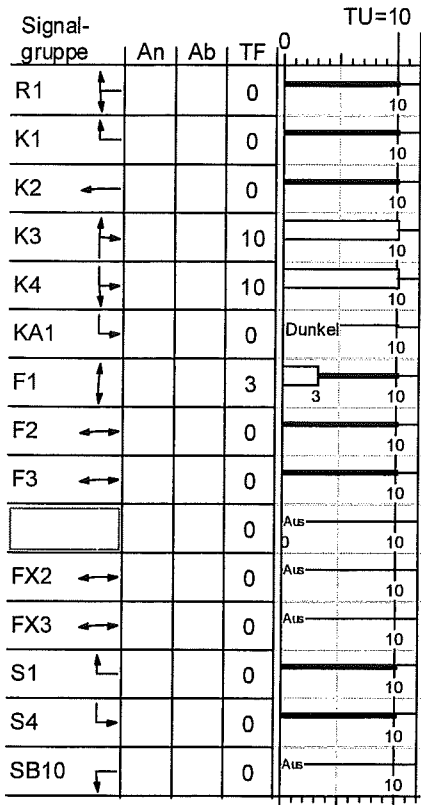 TU=10
Signal-
gruppe An Ab TF 0
R1 0 10
K1 0 10
K2 0 10
K3 10 10
K4 10 10
KA1 0 Dunkel 10
F1 3 3 10
F2 0 10
F3 0 10
0 Aus 0 10
FX2 0 Aus 10
FX3 0 Aus 10
S1 0 10
S4 0 10
SB10 0 Aus 10